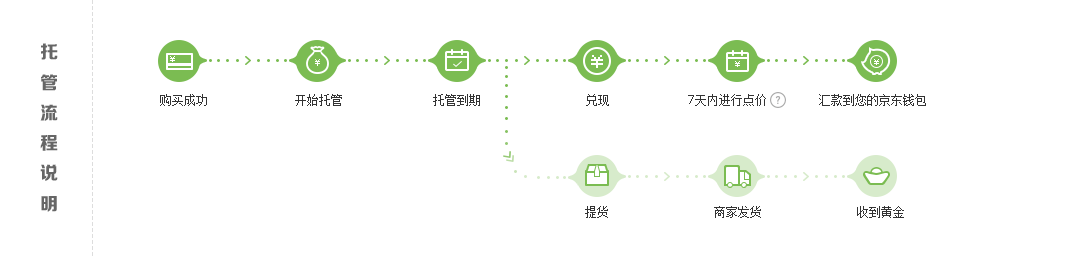 托管流程说明
购买成功
开始托管
托管到期
兑现
7天内进行点价 ?
汇款到您的京东钱包
提货
商家发货
收到黄金